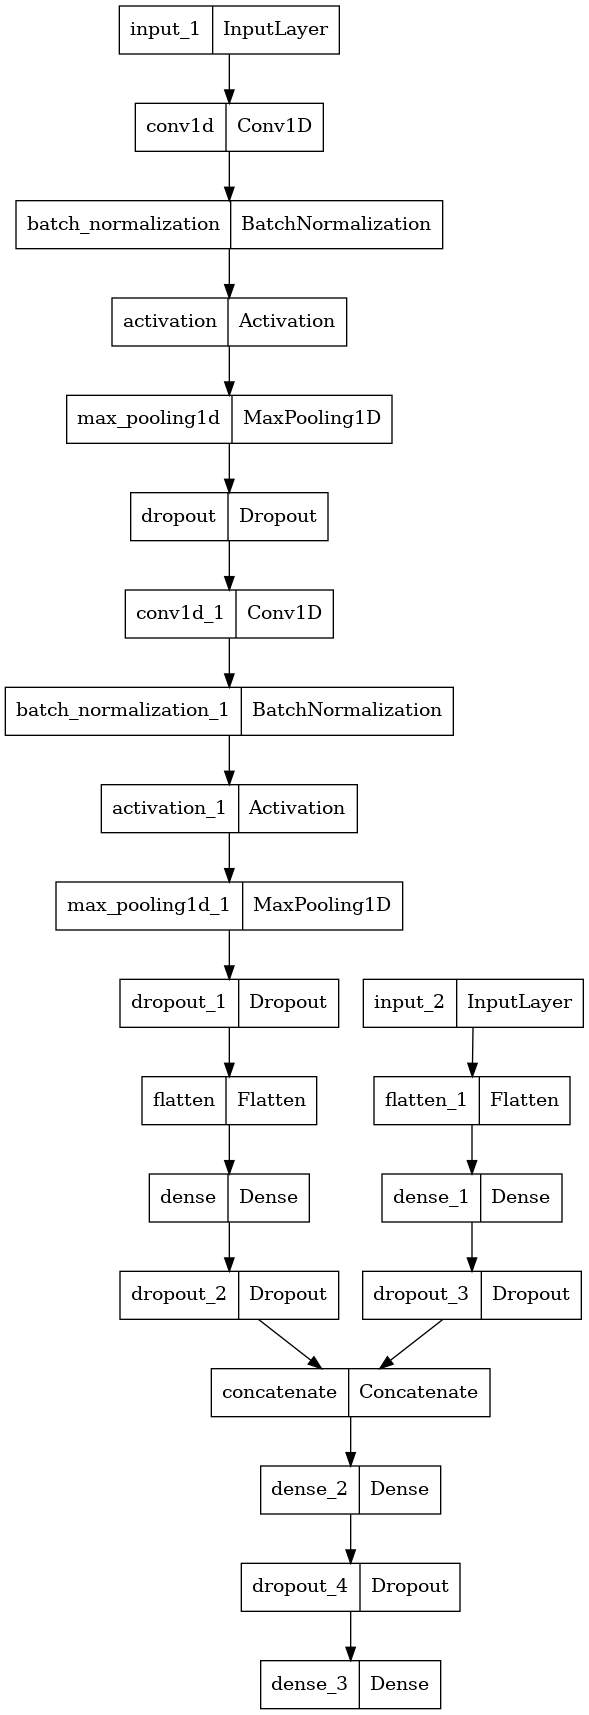 input_1 InputLayer
conv1d Conv1D
batch_normalization BatchNormalization
activation Activation
max_pooling1d MaxPooling1D
dropout Dropout
conv1d_1 Conv1D
batch_normalization_1 BatchNormalization
activation_1 Activation
max_pooling1d_1 MaxPooling1D
dropout_1 Dropout input_2 InputLayer
flatten Flatten flatten_1 Flatten
dense Dense dense_1 Dense
dropout_2 Dropout dropout_3 Dropout
concatenate Concatenate
dense_2 Dense
dropout_4 Dropout
dense_3 Dense